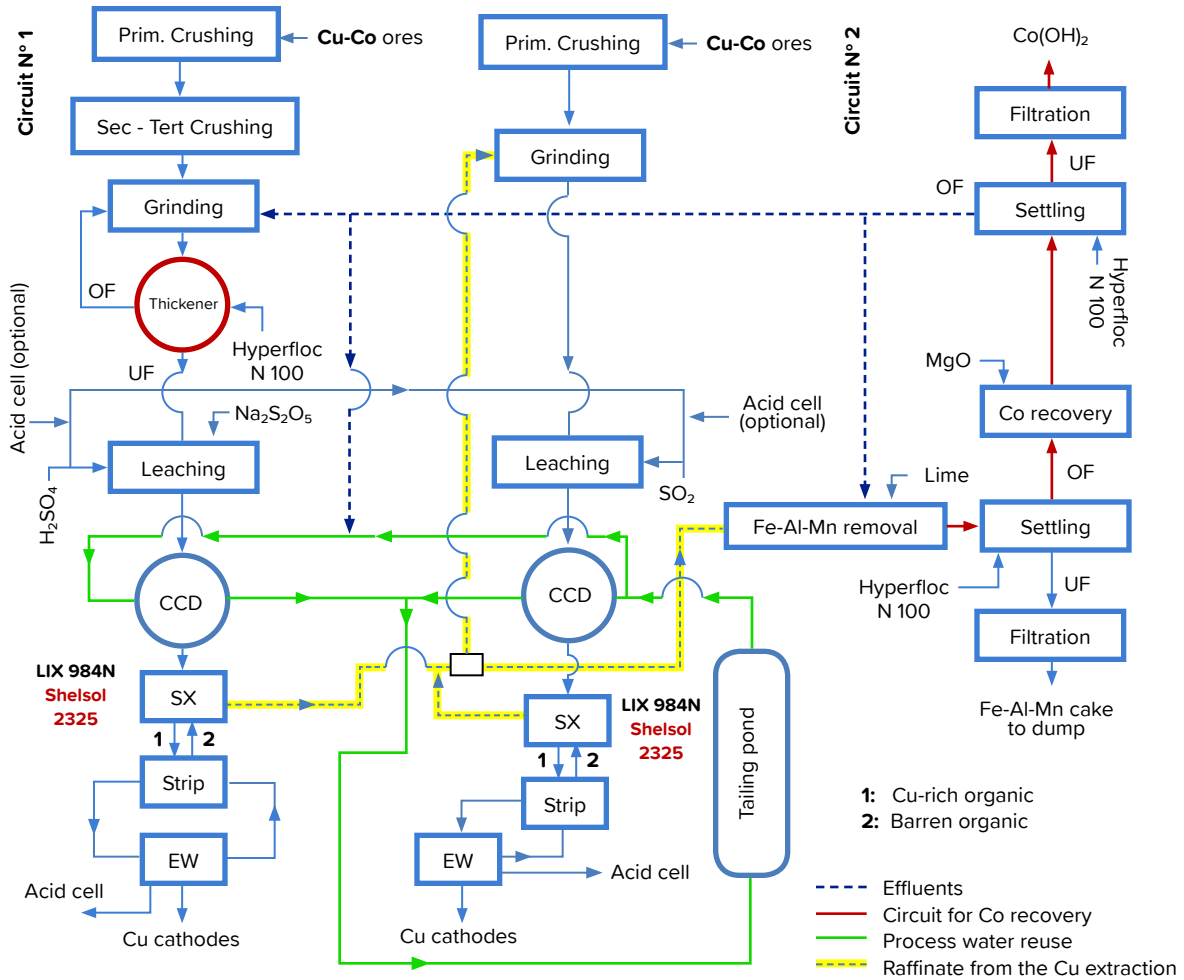 Circuit N° 1
Prim. Crushing
Cu-Co ores
Sec - Tert Crushing
Grinding
OF
Thickener
Hyperfloc
N 100
UF
Acid cell (optional)
Na₂S₂O₅
Leaching
H₂SO₄
CCD
LIX 984N
Shelsol
2325
SX
1
2
Strip
EW
Acid cell
Cu cathodes
Prim. Crushing
Cu-Co ores
Grinding
Acid cell
(optional)
Leaching
SO₂
CCD
SX
LIX 984N
Shelsol
2325
1
2
Strip
EW
Acid cell
Cu cathodes
Tailing pond
Circuit N° 2
Co(OH)₂
Filtration
UF
OF
Settling
Hyperfloc
N 100
MgO
Co recovery
OF
Lime
Fe-Al-Mn removal
Settling
Hyperfloc
N 100
UF
Filtration
Fe-Al-Mn cake
to dump
1: Cu-rich organic
2: Barren organic
Effluents
Circuit for Co recovery
Process water reuse
Raffinate from the Cu extraction